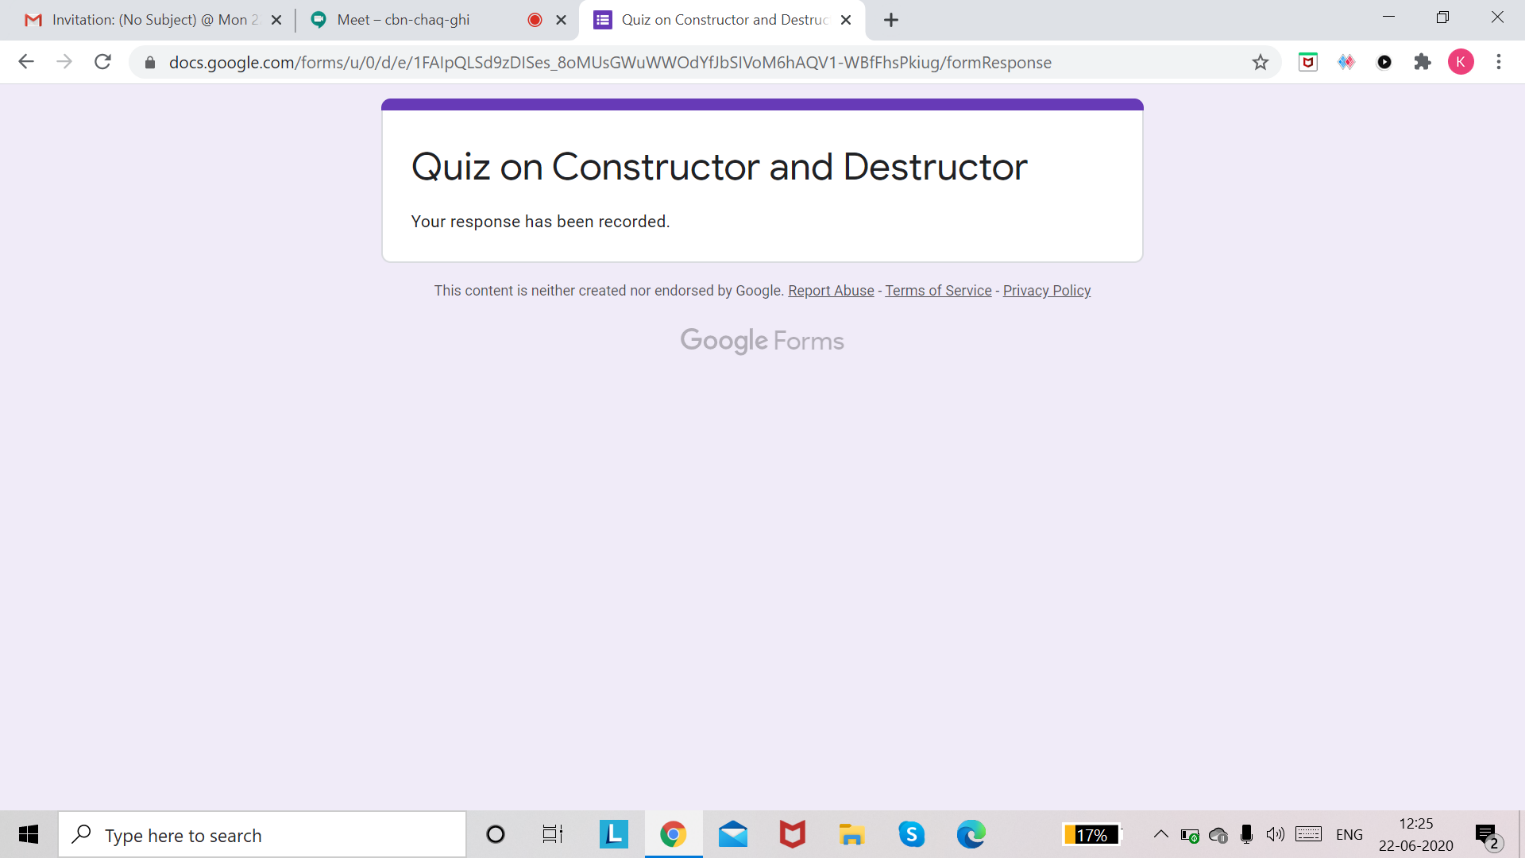 Invitation: (No Subject) @ Mon 2
Meet – cbn-chaq-ghi
Quiz on Constructor and Destruc
docs.google.com/forms/u/0/d/e/1FAIpQLSd9zDISes_8oMUsGWuWWOdYfJbSIVoM6hAQV1-WBfFhsPkiug/formResponse
K
Quiz on Constructor and Destructor
Your response has been recorded.
This content is neither created nor endorsed by Google. Report Abuse - Terms of Service - Privacy Policy
Google Forms
Type here to search
L
S
17%
ENG
12:25
22-06-2020
2